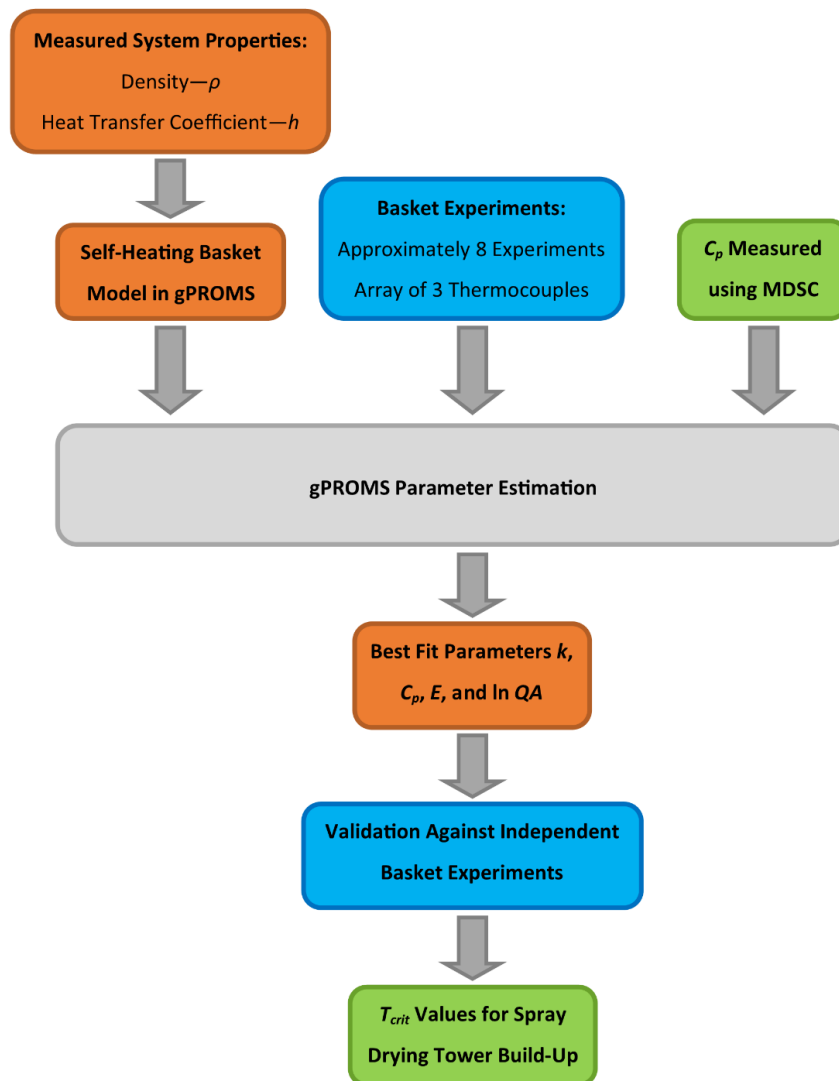 Measured System Properties:
Density—ρ
Heat Transfer Coefficient—h
Self-Heating Basket
Model in gPROMS
Basket Experiments:
Approximately 8 Experiments
Array of 3 Thermocouples
Cp Measured
using MDSC
gPROMS Parameter Estimation
Best Fit Parameters k,
Cp, E, and ln QA
Validation Against Independent
Basket Experiments
Tcrit Values for Spray
Drying Tower Build-Up